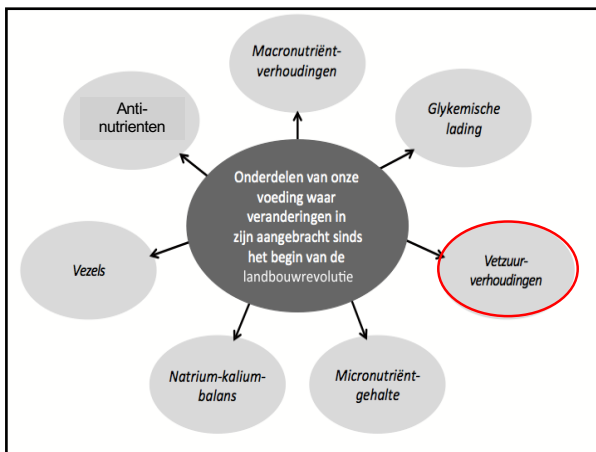 Macronutriënt-
verhoudingen
Anti-
nutrienten
Glykemische
lading
Onderdelen van onze
voeding waar
veranderingen in
zijn aangebracht sinds
het begin van de
landbouwrevolutie
Vezels
Vetzuur-
verhoudingen
Natrium-kalium-
balans
Micronutriënt-
gehalte